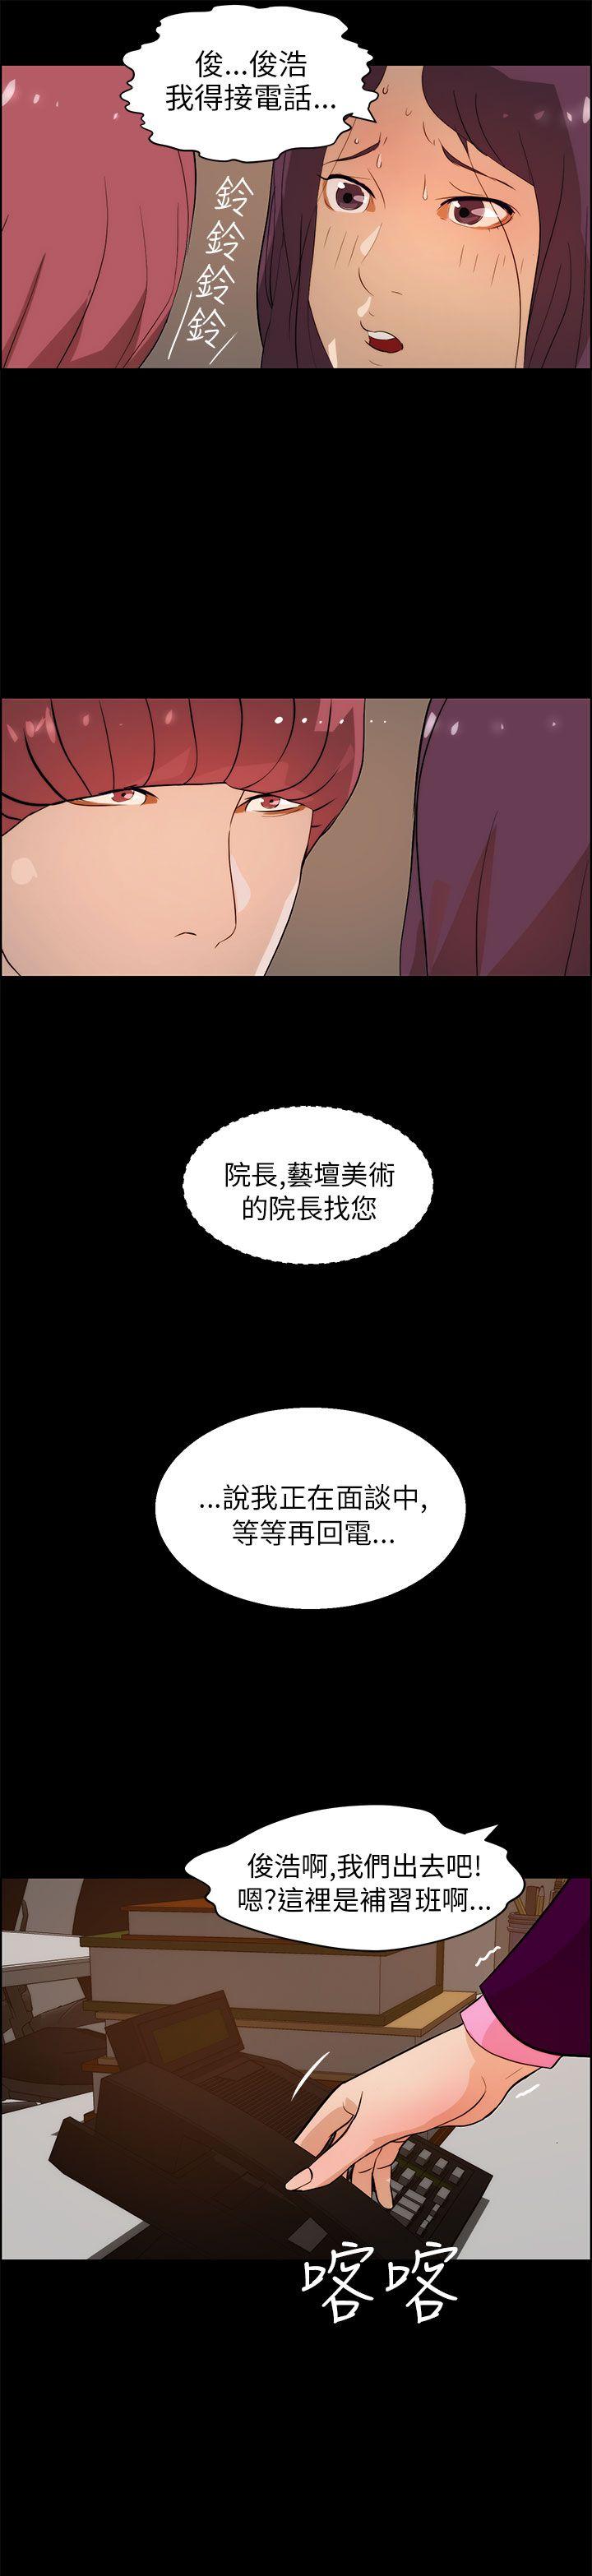 俊...俊浩
我得接電話...
鈴
鈴
鈴
鈴
院長,藝壇美術
的院長找您
...說我正在面談中,
等等再回電...
俊浩啊,我們出去吧!
嗯?這裡是補習班啊...
喀喀